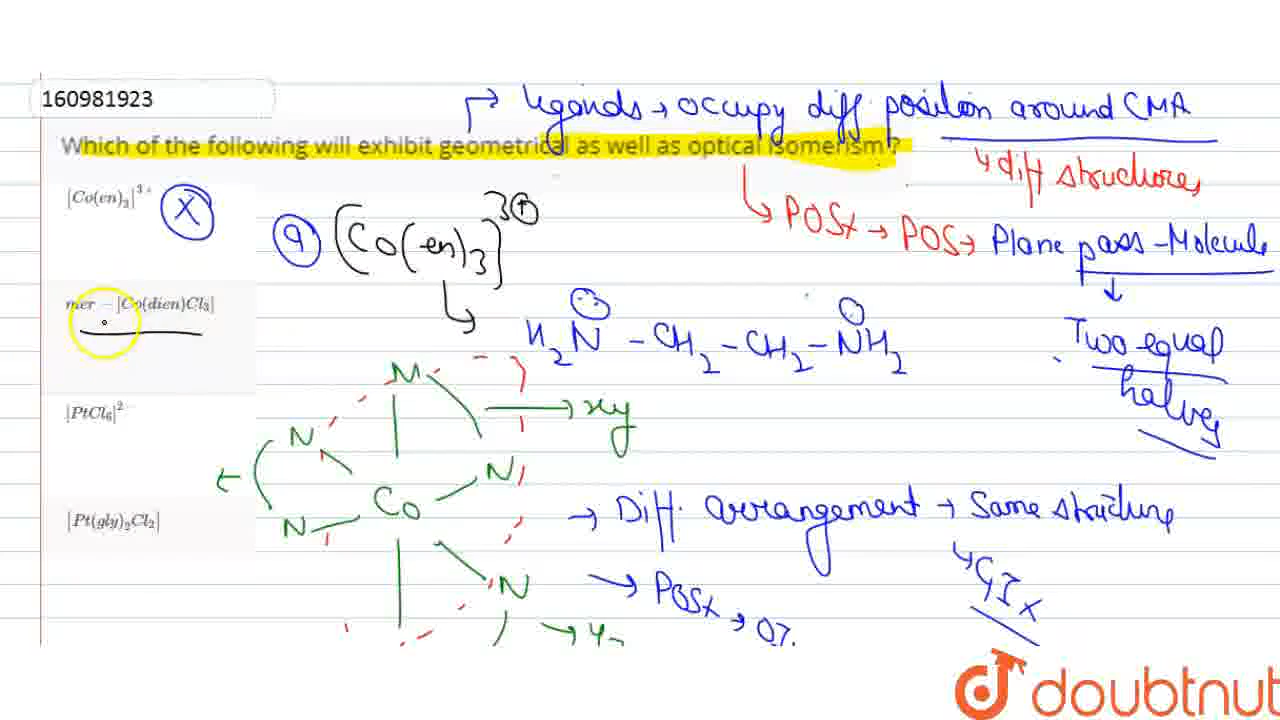 160981923
ligands → occupy diff position around CMA
Which of the following will exhibit geometrical as well as optical isomerism?
↳ diff structures
[Co(en)3]^3+
X
a
[Co(en)3]^3+
↳ POSx → POS → Plane pass - Molecule
↓
mer - [Co(dien)Cl3]
H2N - CH2 - CH2 - NH2
Two equal
halves
[PtCl6]^2-
N
→ xy
N
N
Co
N
[Pt(gly)2Cl2]
→ Diff. arrangement → Same structure
↳ GI x
N
→ POSx → OI.
doubtnut